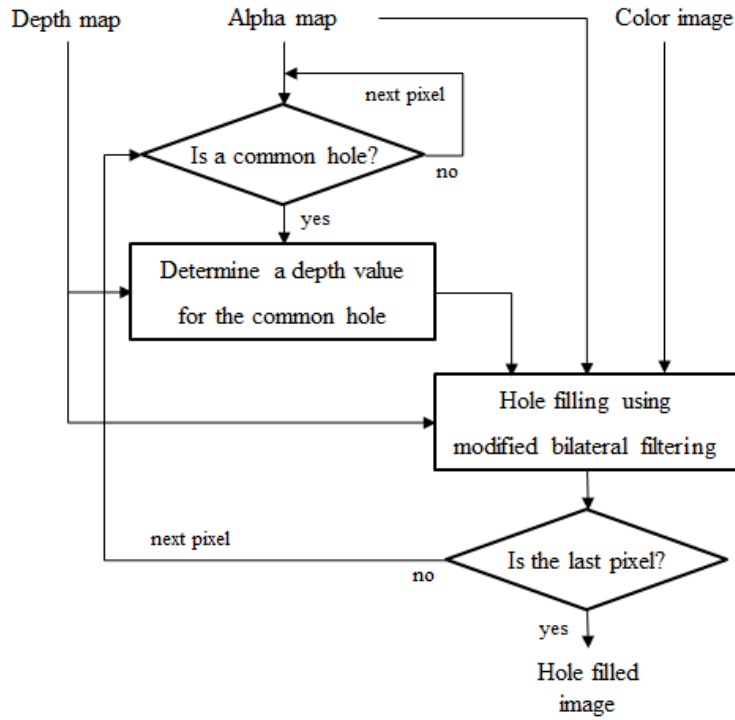 Depth map
Alpha map
Color image
next pixel
Is a common hole?
no
yes
Determine a depth value
for the common hole
Hole filling using
modified bilateral filtering
next pixel
Is the last pixel?
no
yes
Hole filled
image